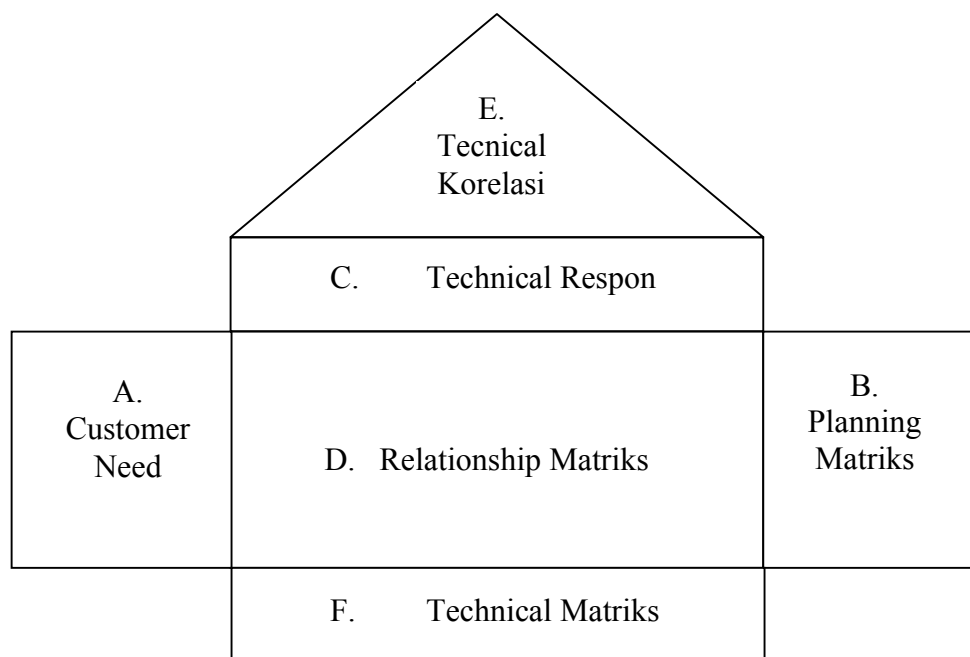 E.
Tecnical
Korelasi
C. Technical Respon
A.
Customer
Need
D. Relationship Matriks
B.
Planning
Matriks
F. Technical Matriks